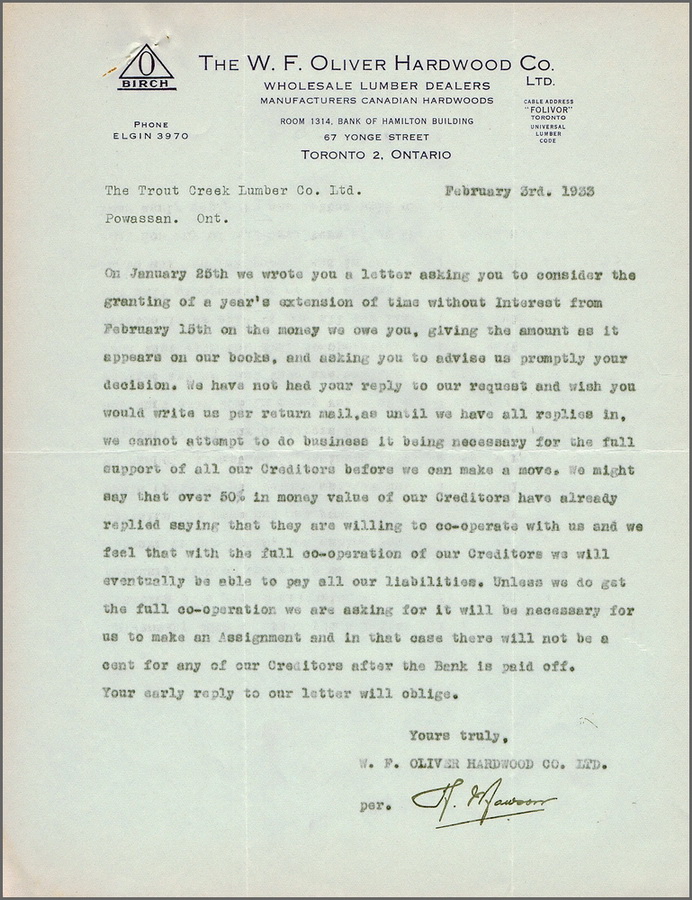 O
BIRCH
THE W. F. OLIVER HARDWOOD CO.
LTD.
WHOLESALE LUMBER DEALERS
MANUFACTURERS CANADIAN HARDWOODS
ROOM 1314, BANK OF HAMILTON BUILDING
67 YONGE STREET
TORONTO 2, ONTARIO
PHONE
ELGIN 3970
CABLE ADDRESS
"FOLIVOR"
TORONTO
UNIVERSAL
LUMBER
CODE
The Trout Creek Lumber Co. Ltd. February 3rd. 1933
Powassan. Ont.
On January 25th we wrote you a letter asking you to consider the
granting of a year's extension of time without Interest from
February 15th on the money we owe you, giving the amount as it
appears on our books, and asking you to advise us promptly your
decision. We have not had your reply to our request and wish you
would write us per return mail,as until we have all replies in,
we cannot attempt to do business it being necessary for the full
support of all our Creditors before we can make a move. We might
say that over 50% in money value of our Creditors have already
replied saying that they are willing to co-operate with us and we
feel that with the full co-operation of our Creditors we will
eventually be able to pay all our liabilities. Unless we do get
the full co-operation we are asking for it will be necessary for
us to make an Assignment and in that case there will not be a
cent for any of our Creditors after the Bank is paid off.
Your early reply to our letter will oblige.
Yours truly,
W. F. OLIVER HARDWOOD CO. LTD.
per. H. Mawson